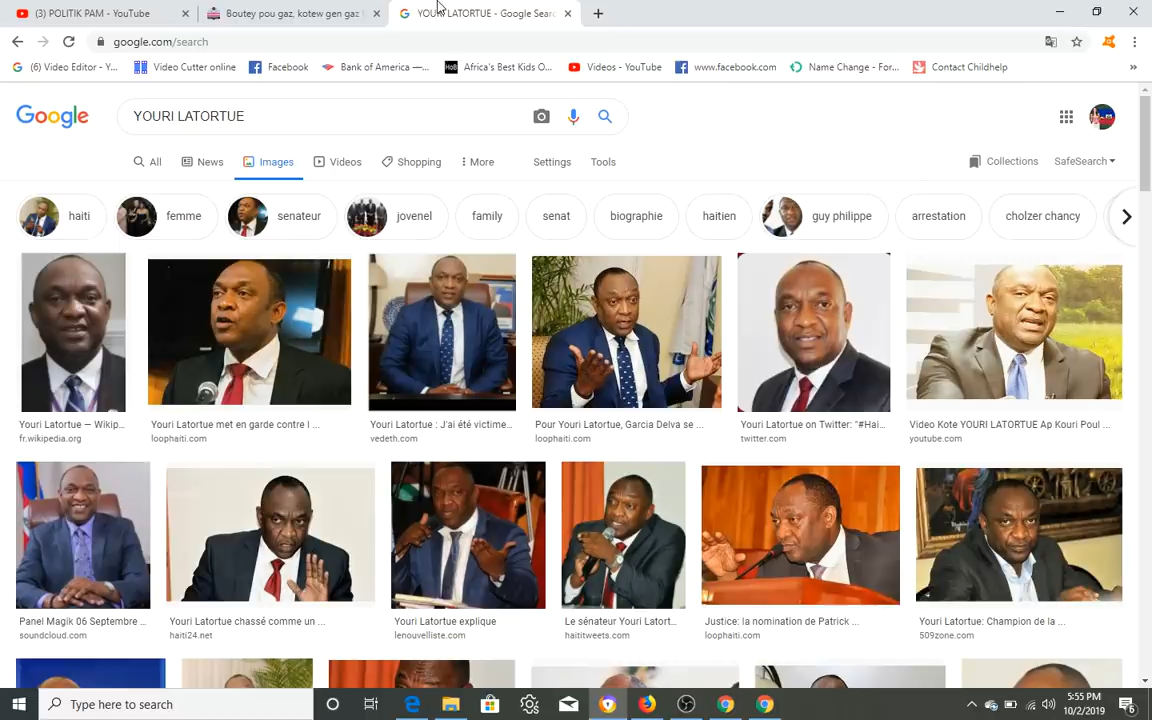 (3) POLITIK PAM - YouTube
Boutey pou gaz, kotew gen gaz
YOURI LATORTUE - Google Sear
google.com/search
(6) Video Editor - Y...
Video Cutter online
Facebook
Bank of America —...
HoB
Africa's Best Kids O...
Videos - YouTube
www.facebook.com
Name Change - For...
Contact Childhelp
»
Google
YOURI LATORTUE
All
News
Images
Videos
Shopping
More
Settings
Tools
Collections
SafeSearch
haiti
femme
senateur
jovenel
family
senat
biographie
haitien
guy philippe
arrestation
cholzer chancy
Youri Latortue — Wikip...
fr.wikipedia.org
Youri Latortue met en garde contre l ...
loophaiti.com
Youri Latortue : J'ai été victime...
vedeth.com
Pour Youri Latortue, Garcia Delva se ...
loophaiti.com
Youri Latortue on Twitter: "#Hai...
twitter.com
Video Kote YOURI LATORTUE Ap Kouri Poul ...
youtube.com
Panel Magik 06 Septembre ...
soundcloud.com
Youri Latortue chassé comme un ...
haiti24.net
Youri Latortue explique
lenouvelliste.com
Le sénateur Youri Latort...
haititweets.com
Justice: la nomination de Patrick ...
loophaiti.com
Youri Latortue: Champion de la ...
509zone.com
Type here to search
5:55 PM
10/2/2019
6